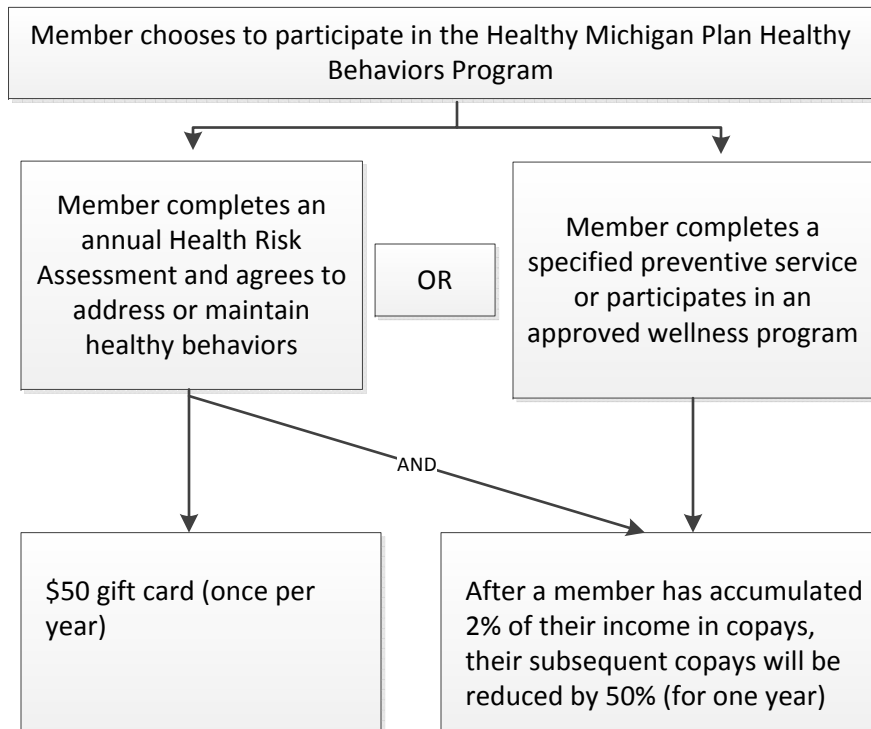 Member chooses to participate in the Healthy Michigan Plan Healthy
Behaviors Program
Member completes an
annual Health Risk
Assessment and agrees to
address or maintain
healthy behaviors
OR
Member completes a
specified preventive service
or participates in an
approved wellness program
AND
$50 gift card (once per
year)
After a member has accumulated
2% of their income in copays,
their subsequent copays will be
reduced by 50% (for one year)